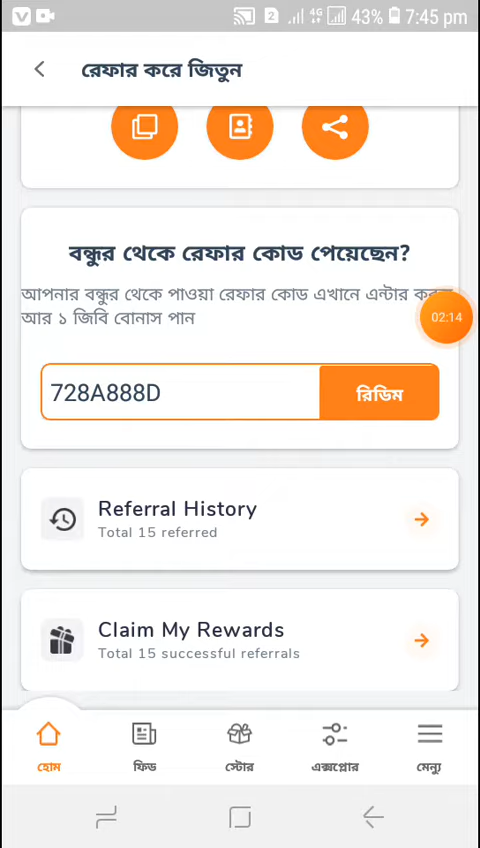 4G 43% 7:45 pm
রেফার করে জিতুন
বন্ধুর থেকে রেফার কোড পেয়েছেন?
আপনার বন্ধুর থেকে পাওয়া রেফার কোড এখানে এন্টার
আর ১ জিবি বোনাস পান
02:14
728A888D
রিডিম
Referral History
Total 15 referred
Claim My Rewards
Total 15 successful referrals
হোম
ফিড
স্টোর
এক্সপ্লোর
মেন্যু